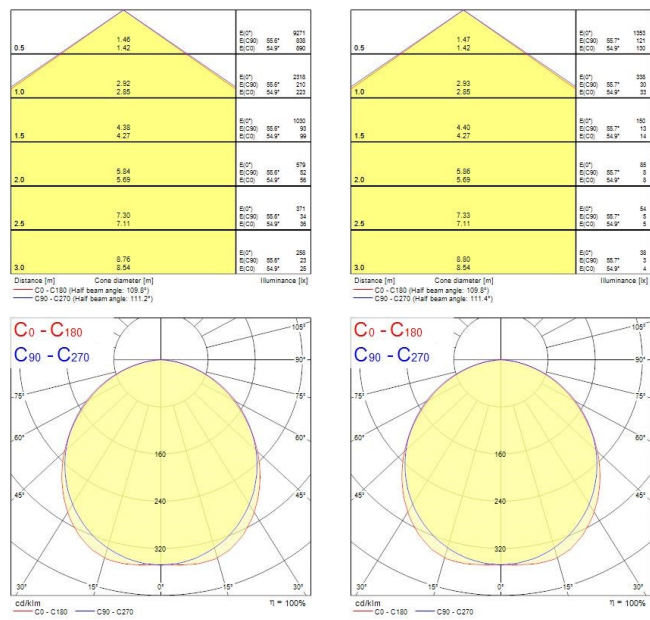 1.46
1.42
0.5
E(0°) 9271
E(C90) 55.6° 838
E(C0) 54.9° 890
2.92
2.85
1.0
E(0°) 2318
E(C90) 55.6° 210
E(C0) 54.9° 223
4.38
4.27
1.5
E(0°) 1030
E(C90) 55.6° 93
E(C0) 54.9° 99
5.84
5.69
2.0
E(0°) 579
E(C90) 55.6° 52
E(C0) 54.9° 56
7.30
7.11
2.5
E(0°) 371
E(C90) 55.6° 34
E(C0) 54.9° 36
8.76
8.54
3.0
E(0°) 258
E(C90) 55.6° 23
E(C0) 54.9° 25
Distance [m] Cone diameter [m] Illuminance [lx]
C0 - C180 (Half beam angle: 109.8°)
C90 - C270 (Half beam angle: 111.2°)
1.47
1.42
0.5
E(0°) 1353
E(C90) 55.7° 121
E(C0) 54.9° 130
2.93
2.85
1.0
E(0°) 338
E(C90) 55.7° 30
E(C0) 54.9° 33
4.40
4.27
1.5
E(0°) 150
E(C90) 55.7° 13
E(C0) 54.9° 14
5.86
5.69
2.0
E(0°) 85
E(C90) 55.7° 8
E(C0) 54.9° 8
7.33
7.11
2.5
E(0°) 54
E(C90) 55.7° 5
E(C0) 54.9° 5
8.80
8.54
3.0
E(0°) 38
E(C90) 55.7° 3
E(C0) 54.9° 4
Distance [m] Cone diameter [m] Illuminance [lx]
C0 - C180 (Half beam angle: 109.8°)
C90 - C270 (Half beam angle: 111.4°)
C0 - C180
C90 - C270
105°
90°
75° 75°
60° 60°
160
45° 45°
240
320
30° 15° 0° 15° 30°
cd/klm η = 100%
C0 - C180 C90 - C270
C0 - C180
C90 - C270
105°
90°
75° 75°
60° 60°
160
45° 45°
240
320
30° 15° 0° 15° 30°
cd/klm η = 100%
C0 - C180 C90 - C270